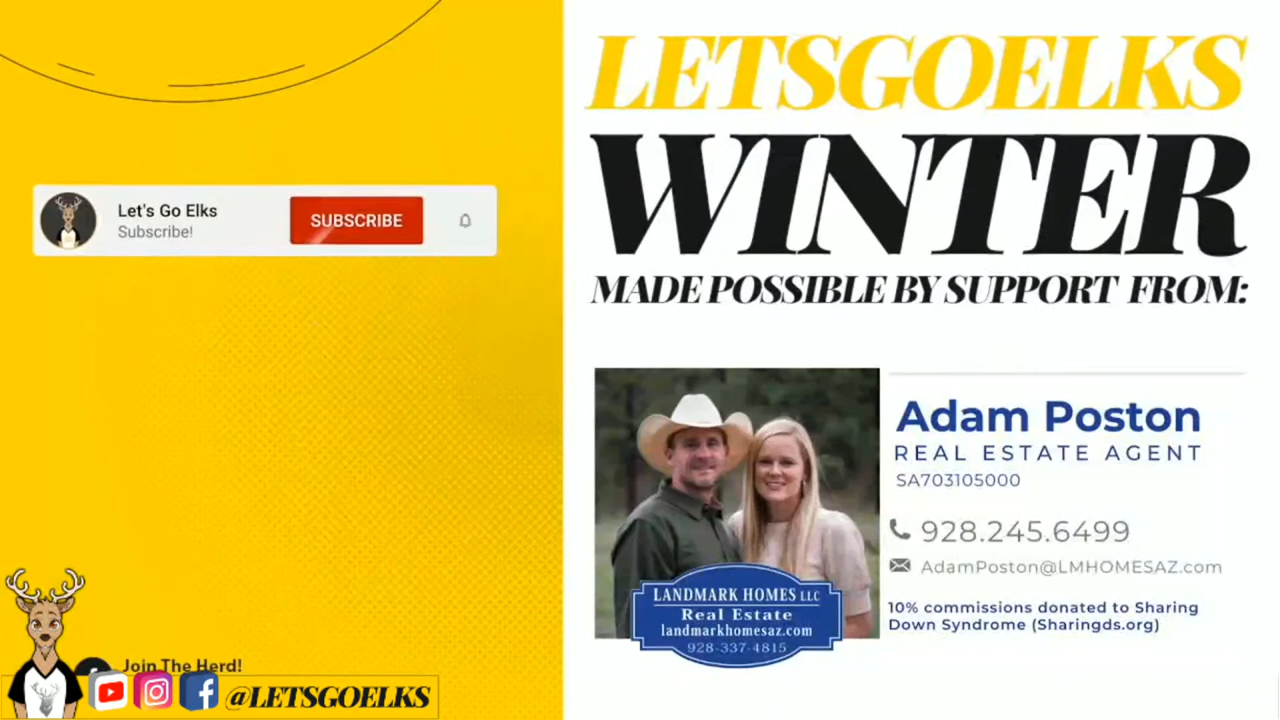 LETSGOELKS
WINTER
MADE POSSIBLE BY SUPPORT FROM:
Let's Go Elks
Subscribe!
SUBSCRIBE
Adam Poston
REAL ESTATE AGENT
SA703105000
928.245.6499
AdamPoston@LMHOMESAZ.com
10% commissions donated to Sharing
Down Syndrome (Sharingds.org)
LANDMARK HOMES LLC
Real Estate
landmarkhomesaz.com
928-337-4815
Join The Herd!
@LETSGOELKS